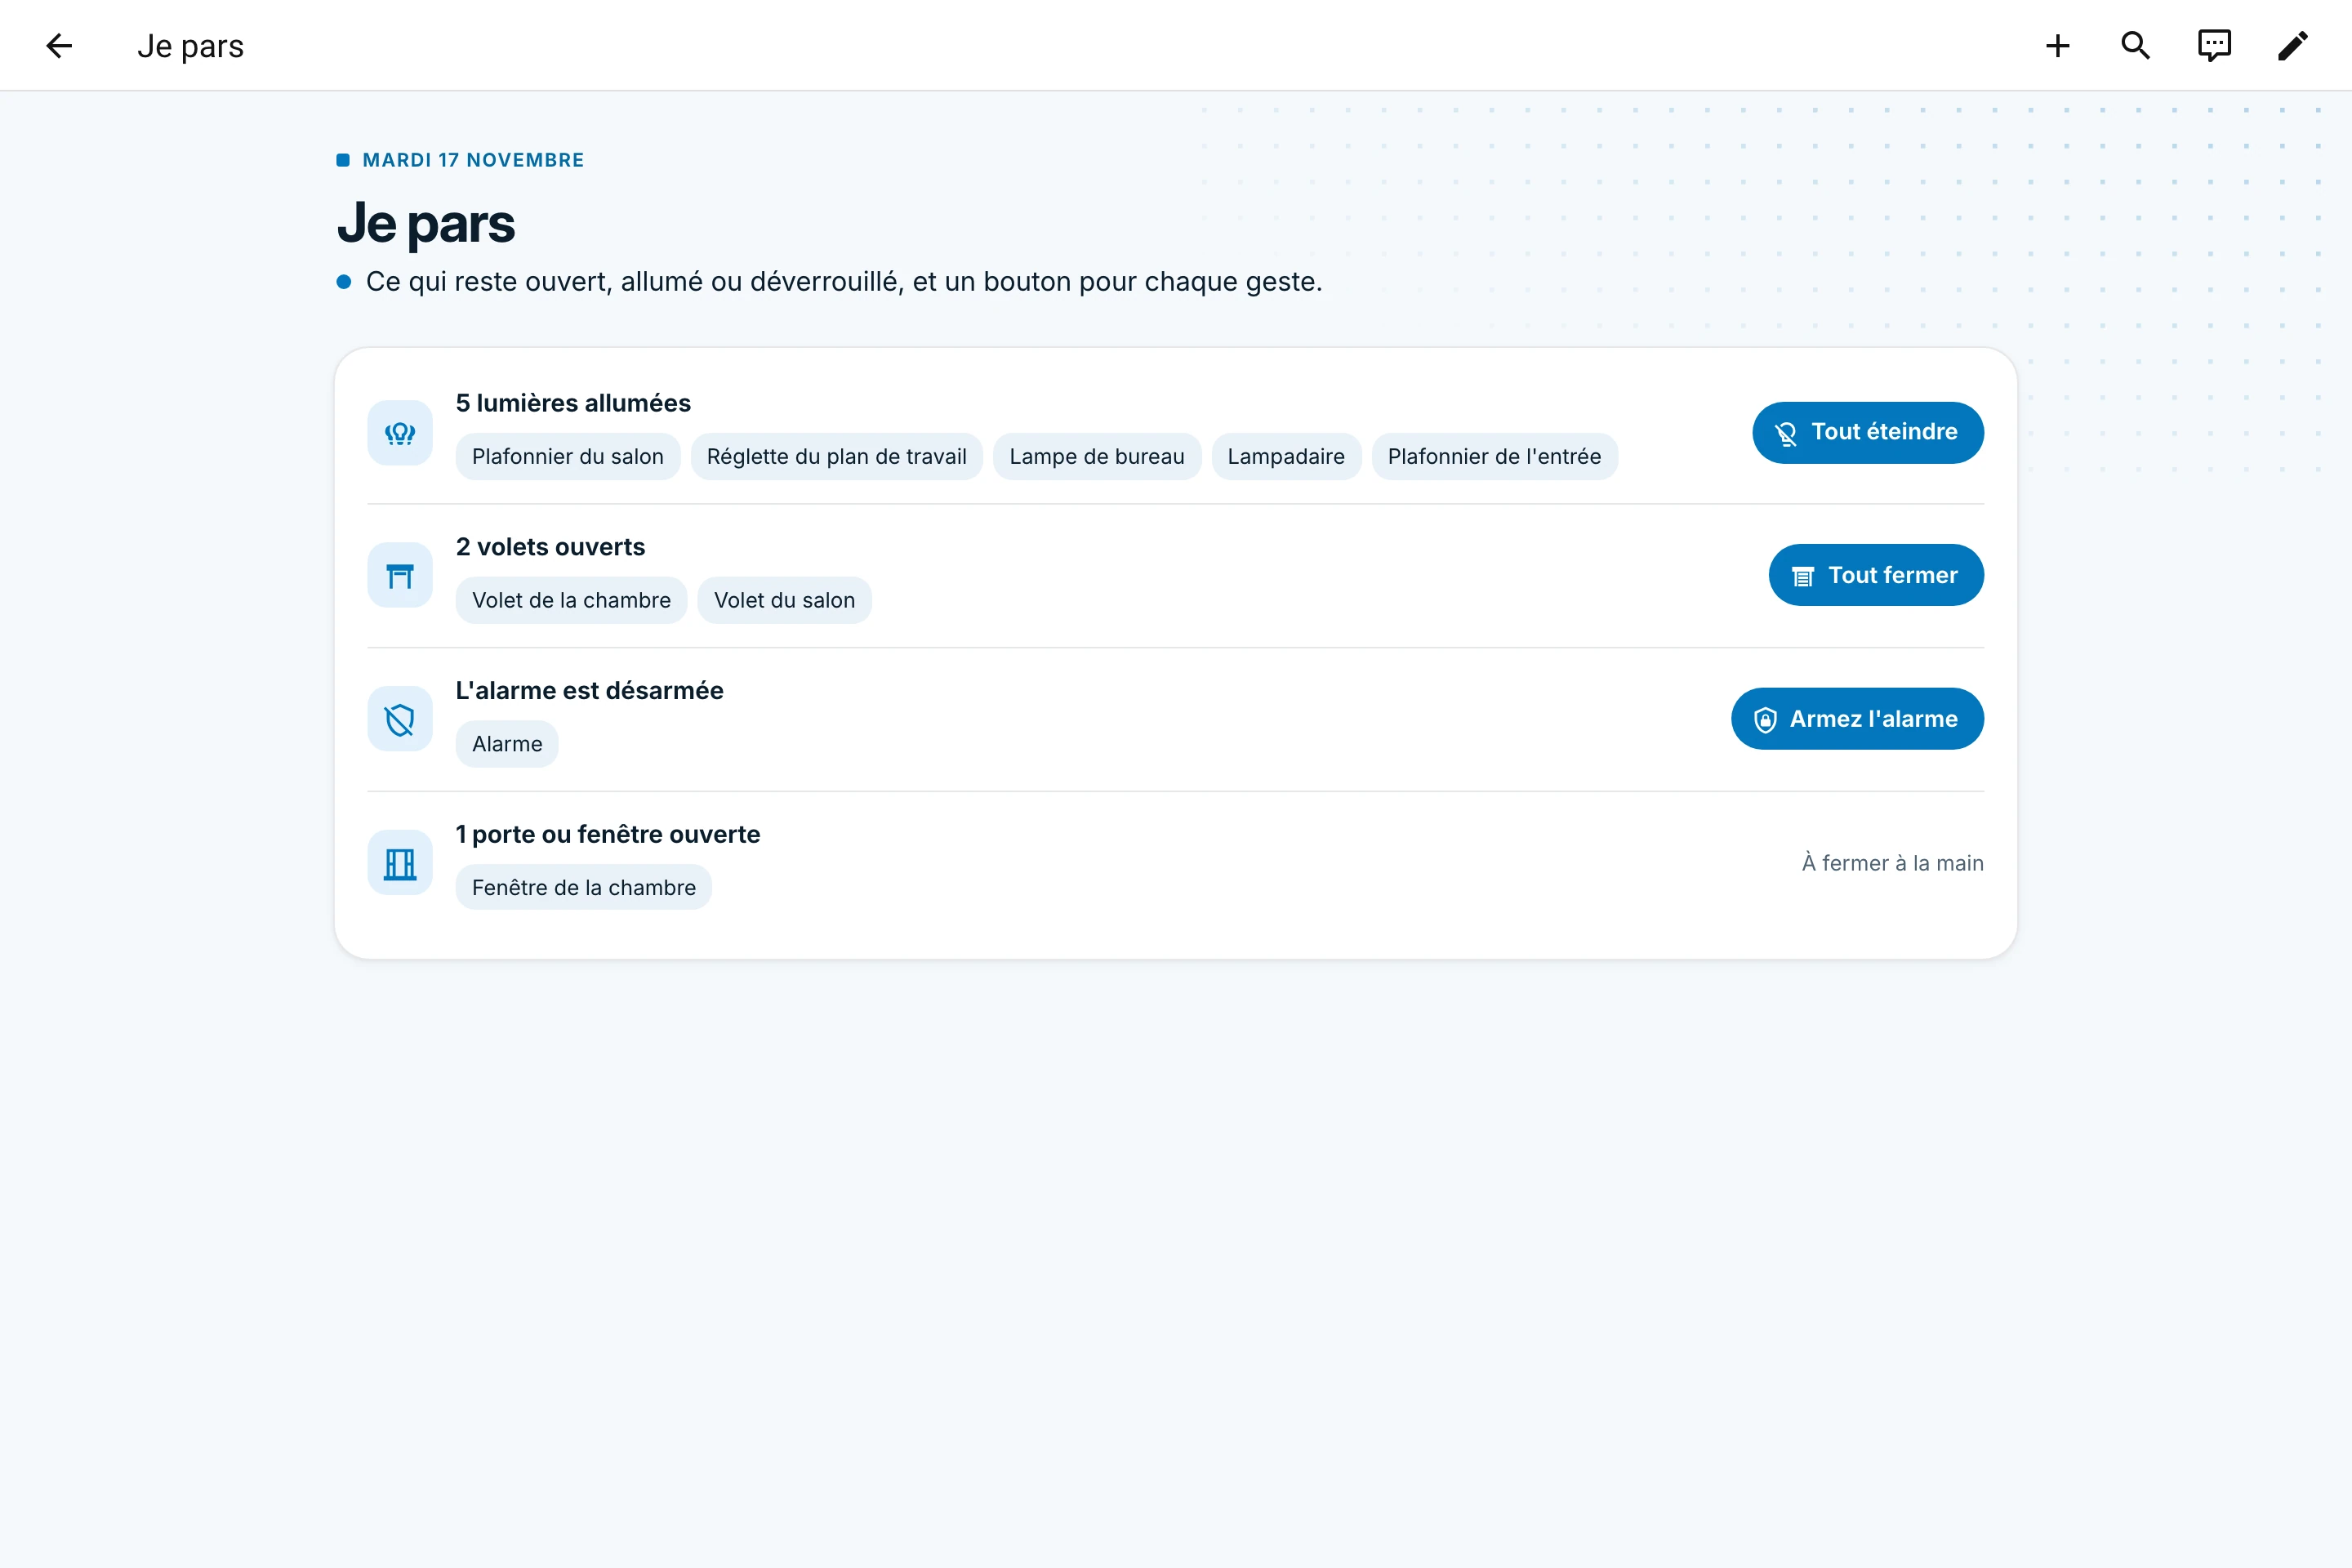 Je pars
MARDI 17 NOVEMBRE
Je pars
Ce qui reste ouvert, allumé ou déverrouillé, et un bouton pour chaque geste.
5 lumières allumées
Plafonnier du salon Réglette du plan de travail Lampe de bureau Lampadaire Plafonnier de l'entrée
Tout éteindre
2 volets ouverts
Volet de la chambre Volet du salon
Tout fermer
L'alarme est désarmée
Alarme
Armez l'alarme
1 porte ou fenêtre ouverte
Fenêtre de la chambre
À fermer à la main